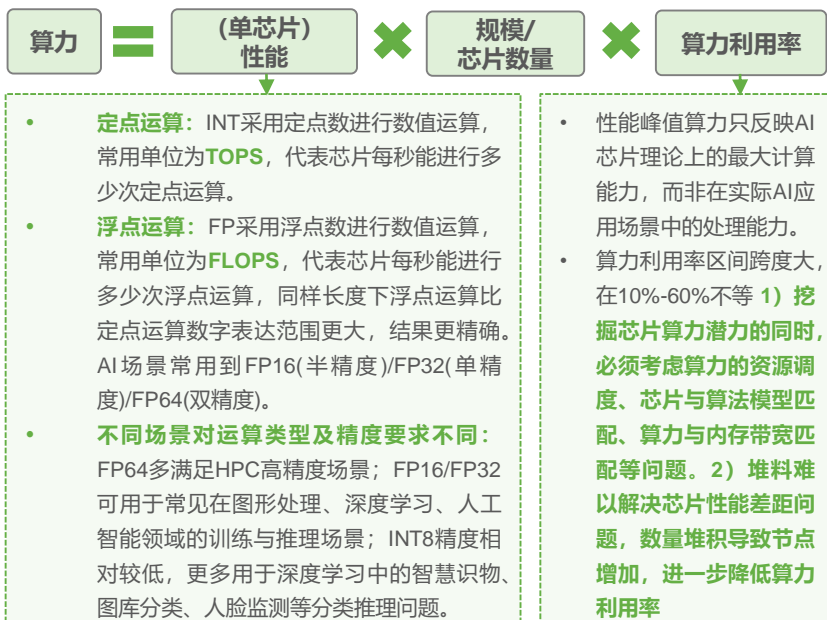 算力
(单芯片)
性能
规模/
芯片数量
算力利用率
• 定点运算：INT采用定点数进行数值运算，
常用单位为TOPS，代表芯片每秒能进行多
少次定点运算。
• 浮点运算：FP采用浮点数进行数值运算，
常用单位为FLOPS，代表芯片每秒能进行
多少次浮点运算，同样长度下浮点运算比
定点运算数字表达范围更大，结果更精确。
AI场景常用到FP16(半精度)/FP32(单精
度)/FP64(双精度)。
• 不同场景对运算类型及精度要求不同：
FP64多满足HPC高精度场景；FP16/FP32
可用于常见在图形处理、深度学习、人工
智能领域的训练与推理场景；INT8精度相
对较低，更多用于深度学习中的智慧识物、
图库分类、人脸监测等分类推理问题。
• 性能峰值算力只反映AI
芯片理论上的最大计算
能力，而非在实际AI应
用场景中的处理能力。
• 算力利用率区间跨度大，
在10%-60%不等 1）挖
掘芯片算力潜力的同时，
必须考虑算力的资源调
度、芯片与算法模型匹
配、算力与内存带宽匹
配等问题。2）堆料难
以解决芯片性能差距问
题，数量堆积导致节点
增加，进一步降低算力
利用率